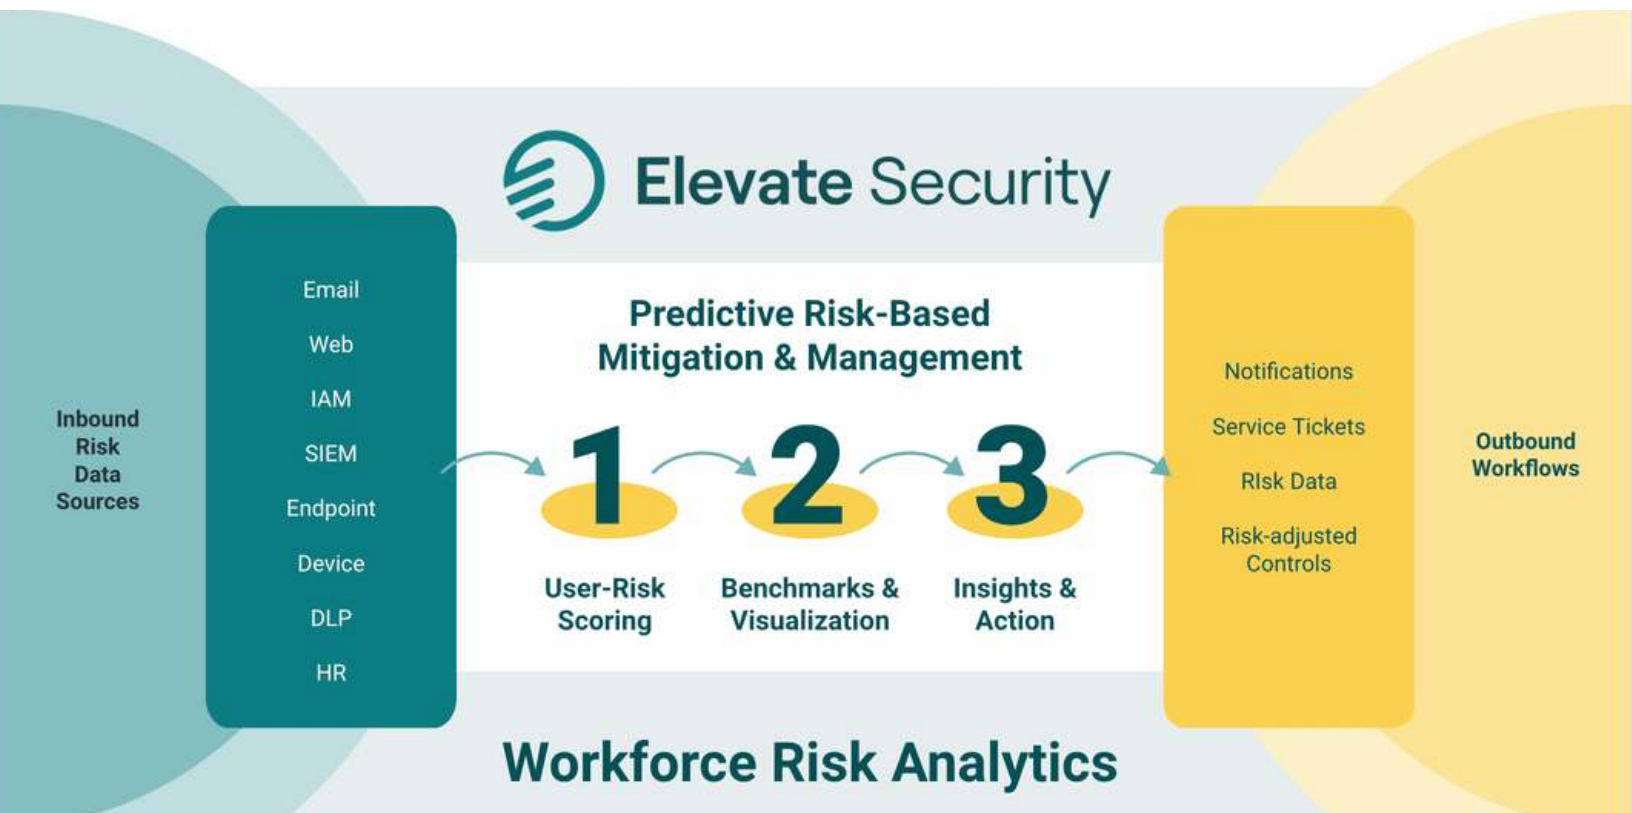 Elevate Security
Inbound
Risk
Data
Sources
Email
Web
IAM
SIEM
Endpoint
Device
DLP
HR
Predictive Risk-Based
Mitigation & Management
1
User-Risk
Scoring
2
Benchmarks &
Visualization
3
Insights &
Action
Notifications
Service Tickets
RIsk Data
Risk-adjusted
Controls
Outbound
Workflows
Workforce Risk Analytics